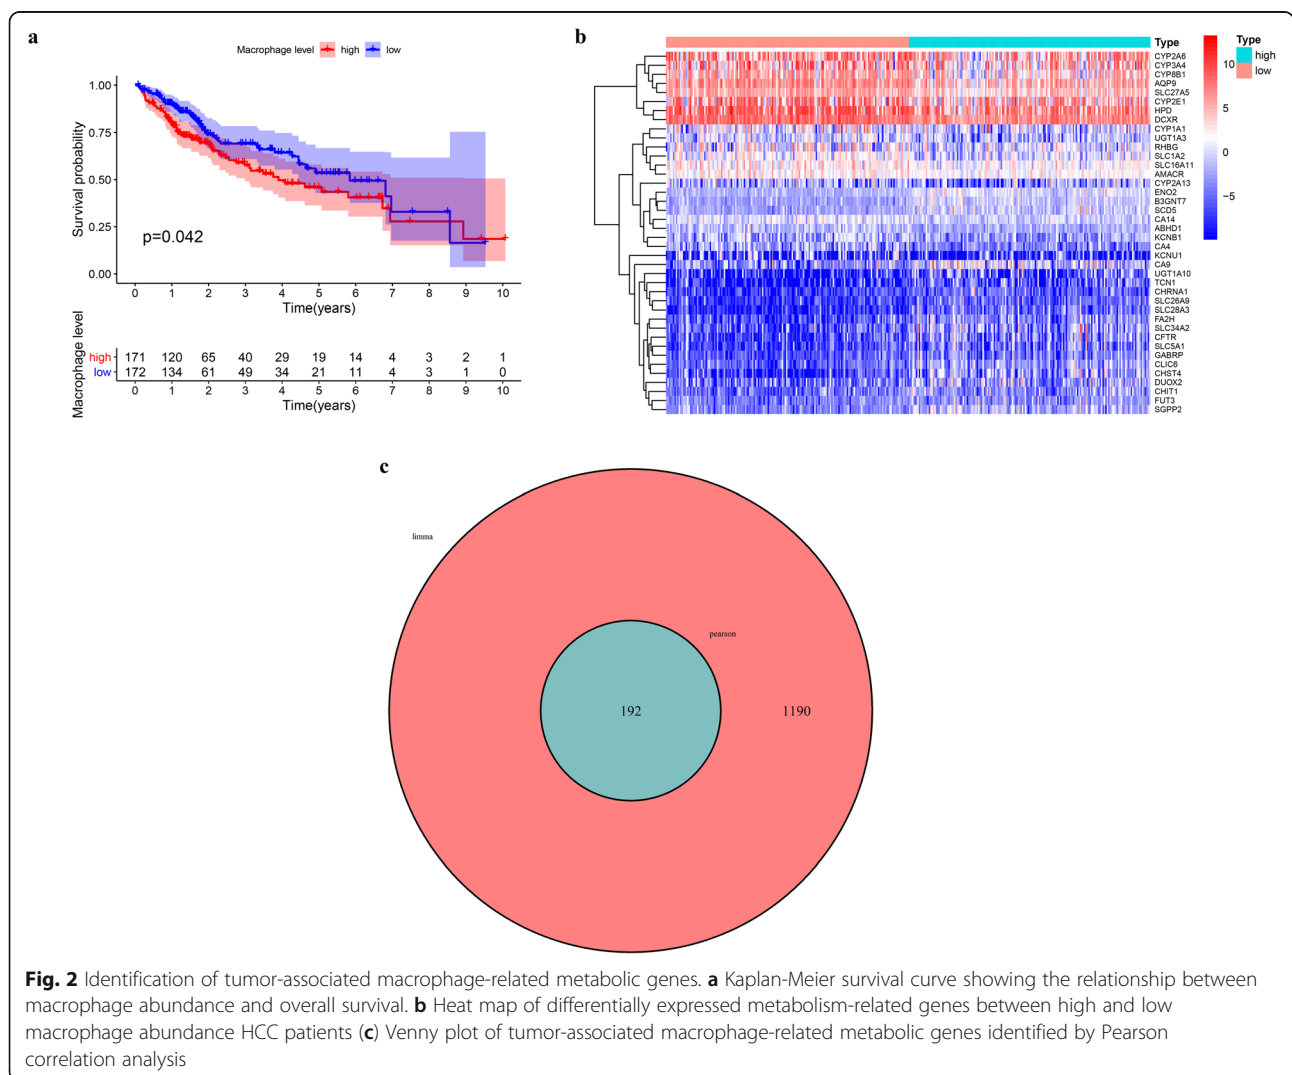 a
Macrophage level high low
Survival probability
1.00
0.75
0.50
0.25
0.00
p=0.042
0 1 2 3 4 5 6 7 8 9 10
Time(years)
Macrophage level
high 171 120 65 40 29 19 14 4 3 2 1
low 172 134 61 49 34 21 11 4 3 1 0
0 1 2 3 4 5 6 7 8 9 10
Time(years)
b
Type
CYP2A6
CYP3A4
CYP8B1
AQP9
SLC27A5
CYP2E1
HPD
DCXR
CYP1A1
UGT1A3
RHBG
SLC1A2
SLC16A11
AMACR
CYP2A13
ENO2
B3GNT7
SCD5
CA14
ABHD1
KCNB1
CA4
KCNU1
CA9
UGT1A10
TCN1
CHRNA1
SLC26A9
SLC28A3
FA2H
SLC34A2
CFTR
SLC5A1
GABRP
CLIC6
CHST4
DUOX2
CHIT1
FUT3
SGPP2
10
5
0
−5
Type
high
low
c
limma
pearson
192
1190
Fig. 2 Identification of tumor-associated macrophage-related metabolic genes. a Kaplan-Meier survival curve showing the relationship between
macrophage abundance and overall survival. b Heat map of differentially expressed metabolism-related genes between high and low
macrophage abundance HCC patients (c) Venny plot of tumor-associated macrophage-related metabolic genes identified by Pearson
correlation analysis